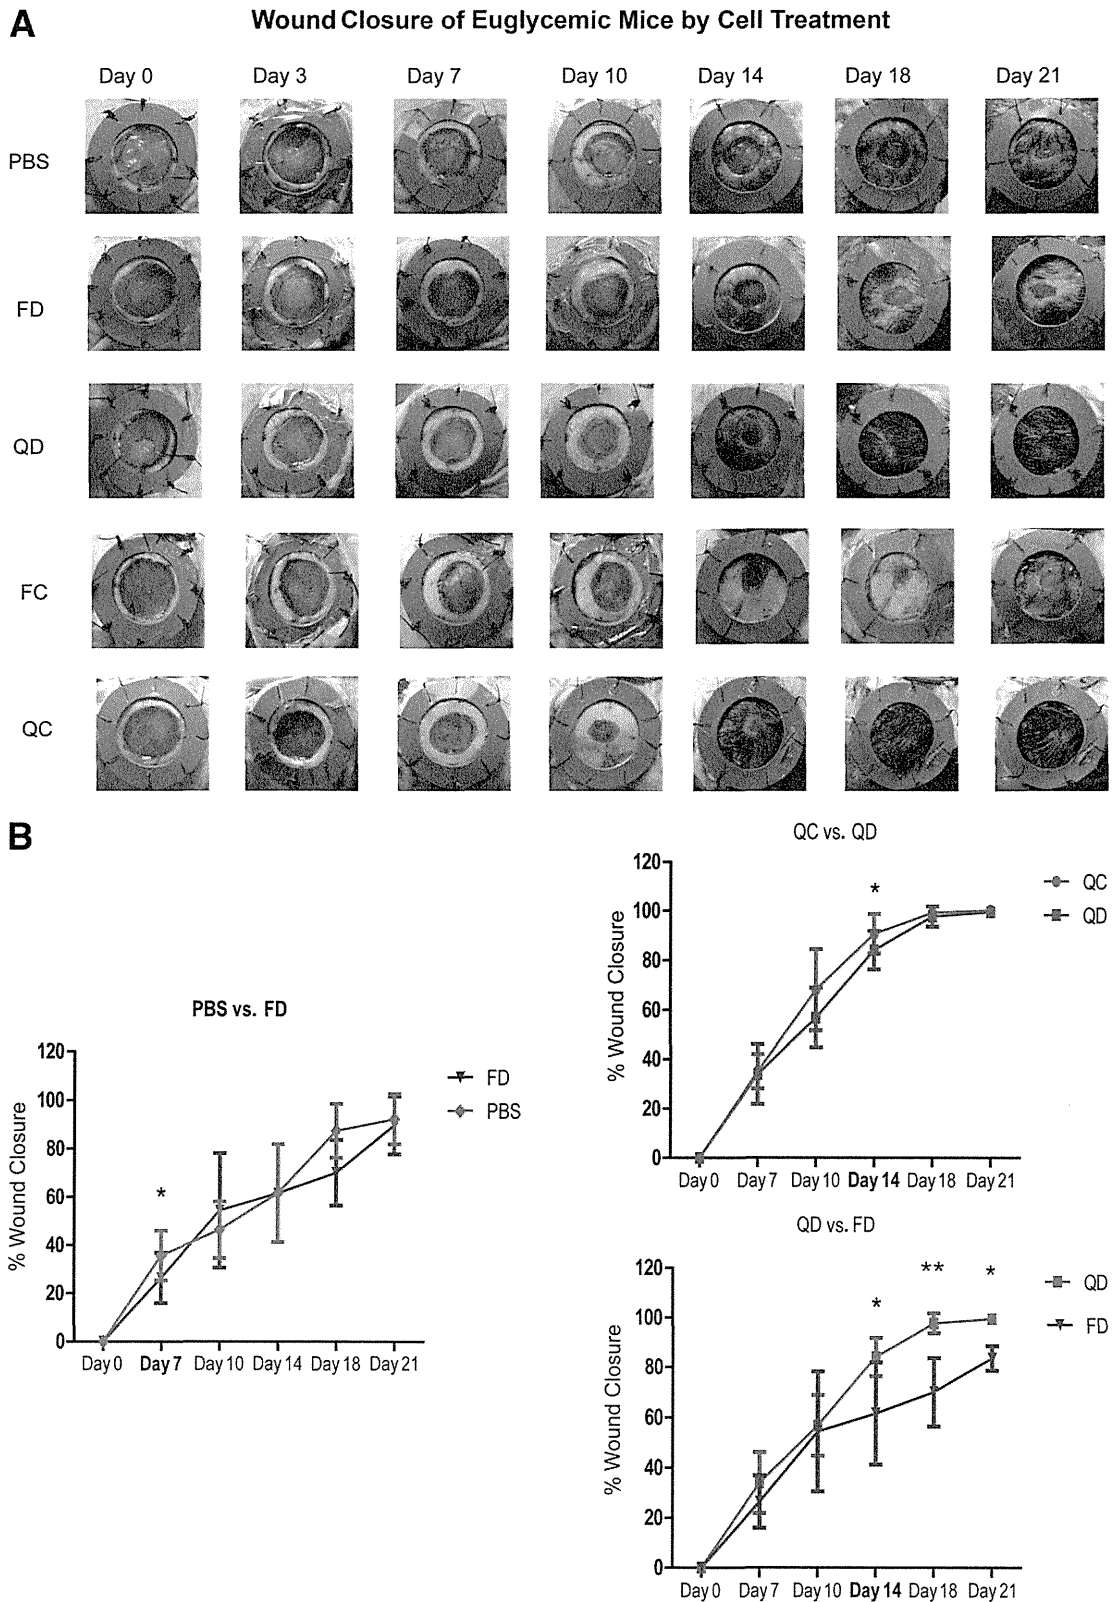 A
Wound Closure of Euglycemic Mice by Cell Treatment
Day 0 Day 3 Day 7 Day 10 Day 14 Day 18 Day 21
PBS
FD
QD
FC
QC
B
PBS vs. FD
% Wound Closure
120
100
80
60
40
20
0
*
Day 0 Day 7 Day 10 Day 14 Day 18 Day 21
FD
PBS
QC vs. QD
% Wound Closure
120
100
80
60
40
20
0
*
Day 0 Day 7 Day 10 Day 14 Day 18 Day 21
QC
QD
QD vs. FD
% Wound Closure
120
100
80
60
40
20
0
* ** *
Day 0 Day 7 Day 10 Day 14 Day 18 Day 21
QD
FD